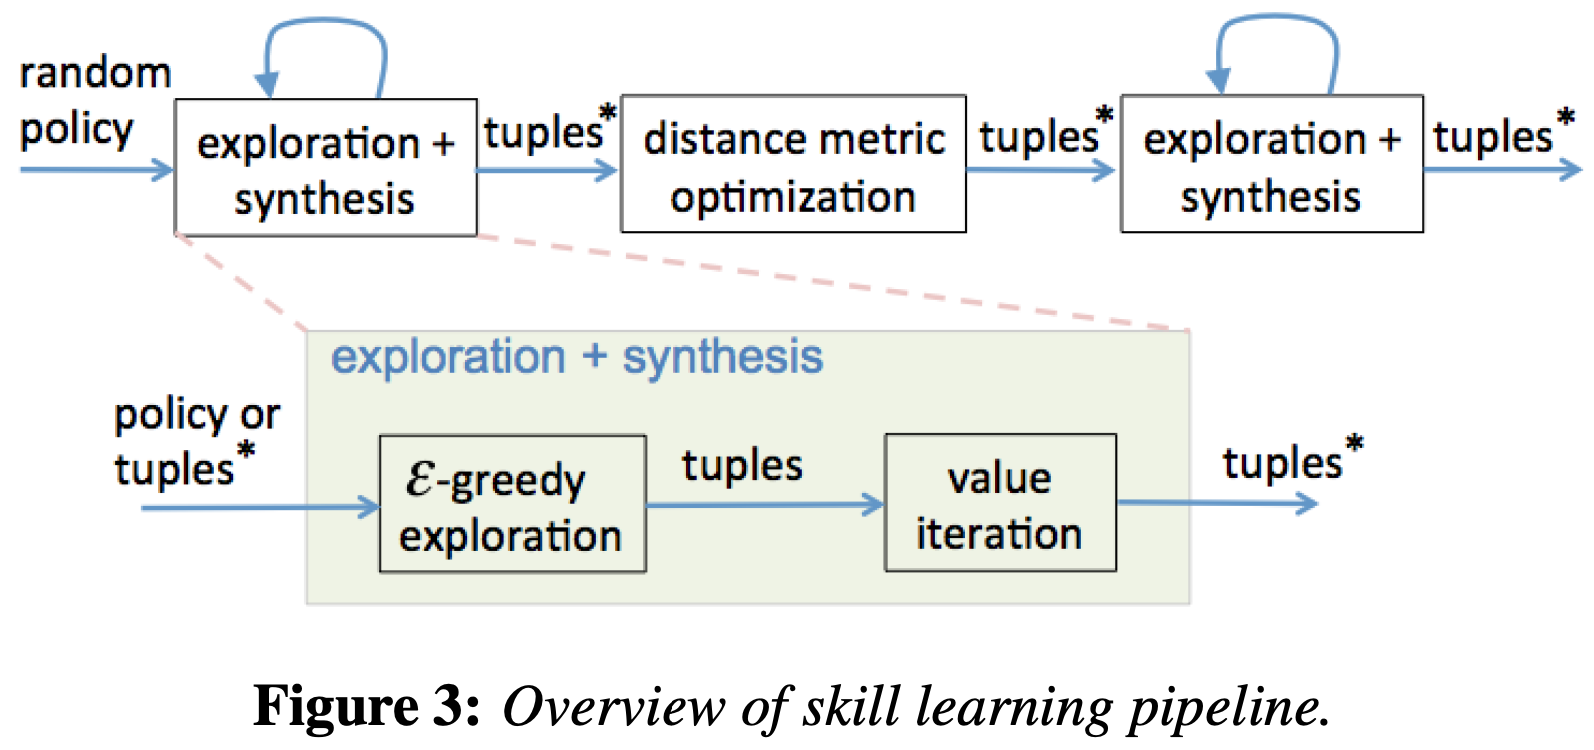 random
policy
exploration +
synthesis
tuples*
distance metric
optimization
tuples*
exploration +
synthesis
tuples*
exploration + synthesis
policy or
tuples*
ε-greedy
exploration
tuples
value
iteration
tuples*
Figure 3: Overview of skill learning pipeline.